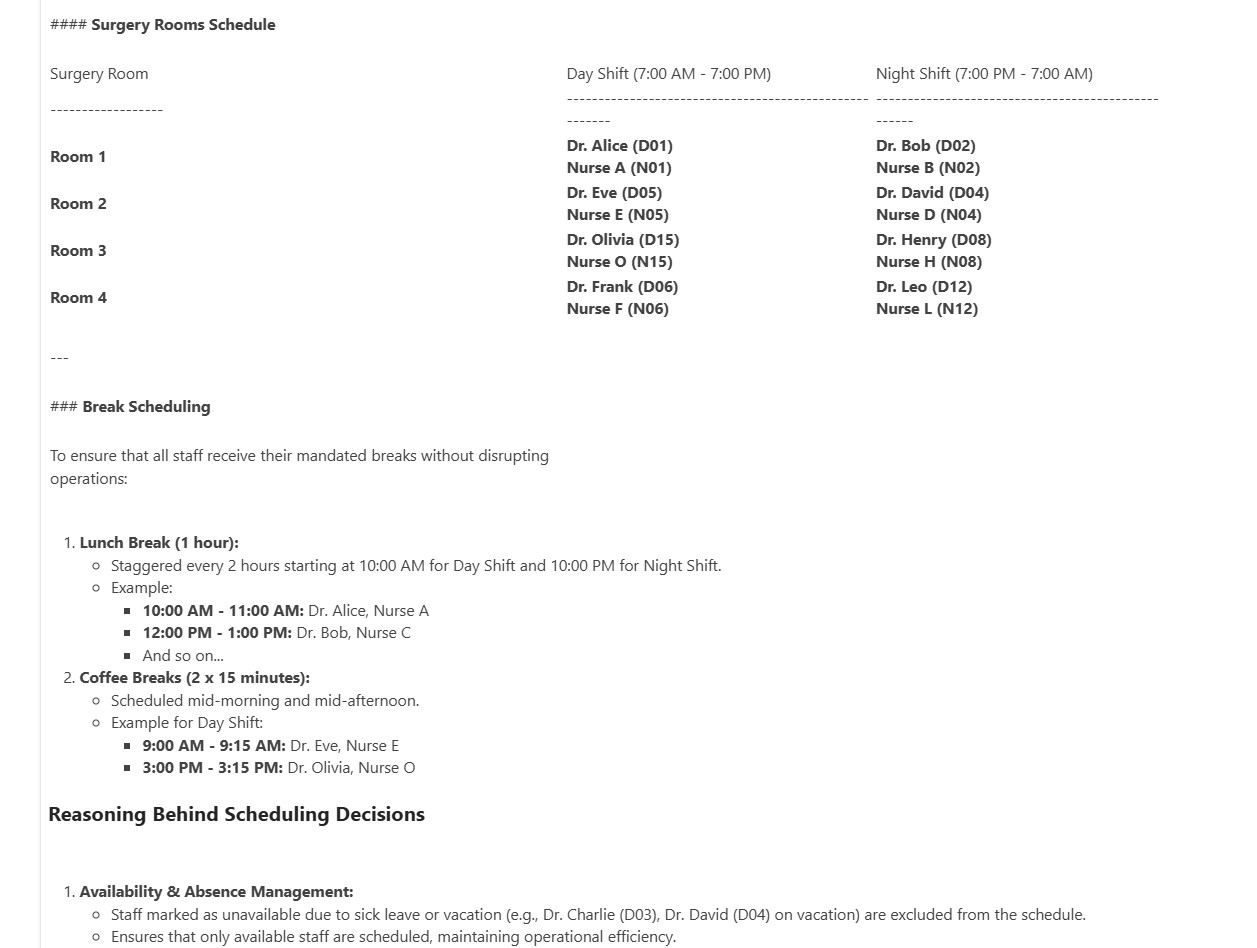 #### Surgery Rooms Schedule
Surgery Room Day Shift (7:00 AM - 7:00 PM) Night Shift (7:00 PM - 7:00 AM)
------------------ ------------------------------------------------ ---------------------------------------------
------- ------
Room 1
Dr. Alice (D01) Dr. Bob (D02)
Nurse A (N01) Nurse B (N02)
Room 2
Dr. Eve (D05) Dr. David (D04)
Nurse E (N05) Nurse D (N04)
Room 3
Dr. Olivia (D15) Dr. Henry (D08)
Nurse O (N15) Nurse H (N08)
Room 4
Dr. Frank (D06) Dr. Leo (D12)
Nurse F (N06) Nurse L (N12)
---
### Break Scheduling
To ensure that all staff receive their mandated breaks without disrupting
operations:
1. Lunch Break (1 hour):
Staggered every 2 hours starting at 10:00 AM for Day Shift and 10:00 PM for Night Shift.
Example:
10:00 AM - 11:00 AM: Dr. Alice, Nurse A
12:00 PM - 1:00 PM: Dr. Bob, Nurse C
And so on...
2. Coffee Breaks (2 x 15 minutes):
Scheduled mid-morning and mid-afternoon.
Example for Day Shift:
9:00 AM - 9:15 AM: Dr. Eve, Nurse E
3:00 PM - 3:15 PM: Dr. Olivia, Nurse O
Reasoning Behind Scheduling Decisions
1. Availability & Absence Management:
Staff marked as unavailable due to sick leave or vacation (e.g., Dr. Charlie (D03), Dr. David (D04) on vacation) are excluded from the schedule.
Ensures that only available staff are scheduled, maintaining operational efficiency.